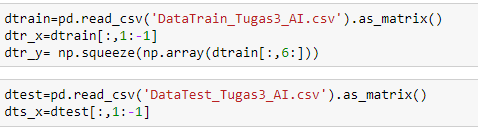 dtrain=pd.read_csv('DataTrain_Tugas3_AI.csv').as_matrix()
dtr_x=dtrain[:,1:-1]
dtr_y= np.squeeze(np.array(dtrain[:,6:]))
dtest=pd.read_csv('DataTest_Tugas3_AI.csv').as_matrix()
dts_x=dtest[:,1:-1]